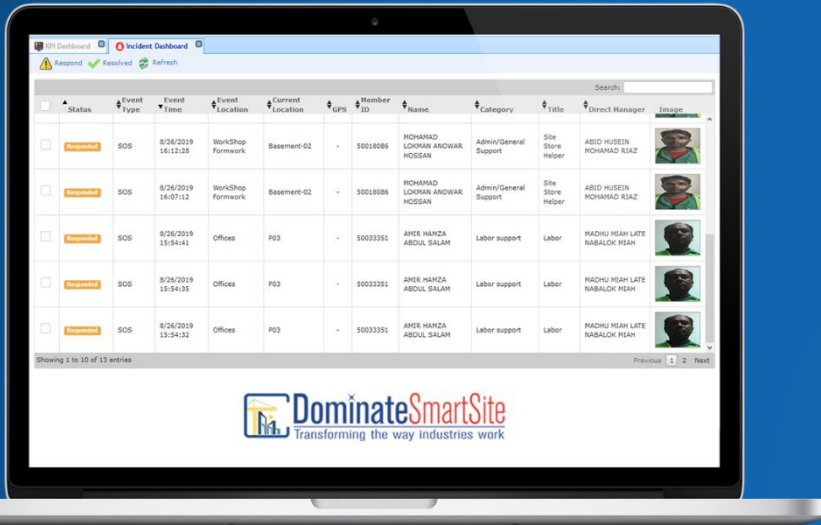 KPI Dashboard Incident Dashboard
Respond Resolved Refresh
Search:
Status Event Type Event Time Event Location Current Location GPS Member ID Name Category Title Direct Manager Image
Responded SOS 8/26/2019 16:12:28 WorkShop Formwork Basement-02 - 50018086 MOHAMAD LOKMAN ANOWAR HOSSAN Admin/General Support Site Store Helper ABID HUSEIN MOHAMAD RIAZ
Responded SOS 8/26/2019 16:07:12 WorkShop Formwork Basement-02 - 50018086 MOHAMAD LOKMAN ANOWAR HOSSAN Admin/General Support Site Store Helper ABID HUSEIN MOHAMAD RIAZ
Responded SOS 8/26/2019 15:54:41 Offices P03 - 50033351 AMIR HAMZA ABDUL SALAM Labor support Labor MADHU MIAH LATE NABALOK MIAH
Responded SOS 8/26/2019 15:54:35 Offices P03 - 50033351 AMIR HAMZA ABDUL SALAM Labor support Labor MADHU MIAH LATE NABALOK MIAH
Responded SOS 8/26/2019 15:54:32 Offices P03 - 50033351 AMIR HAMZA ABDUL SALAM Labor support Labor MADHU MIAH LATE NABALOK MIAH
Showing 1 to 10 of 13 entries Previous 1 2 Next
DominateSmartSite
Transforming the way industries work